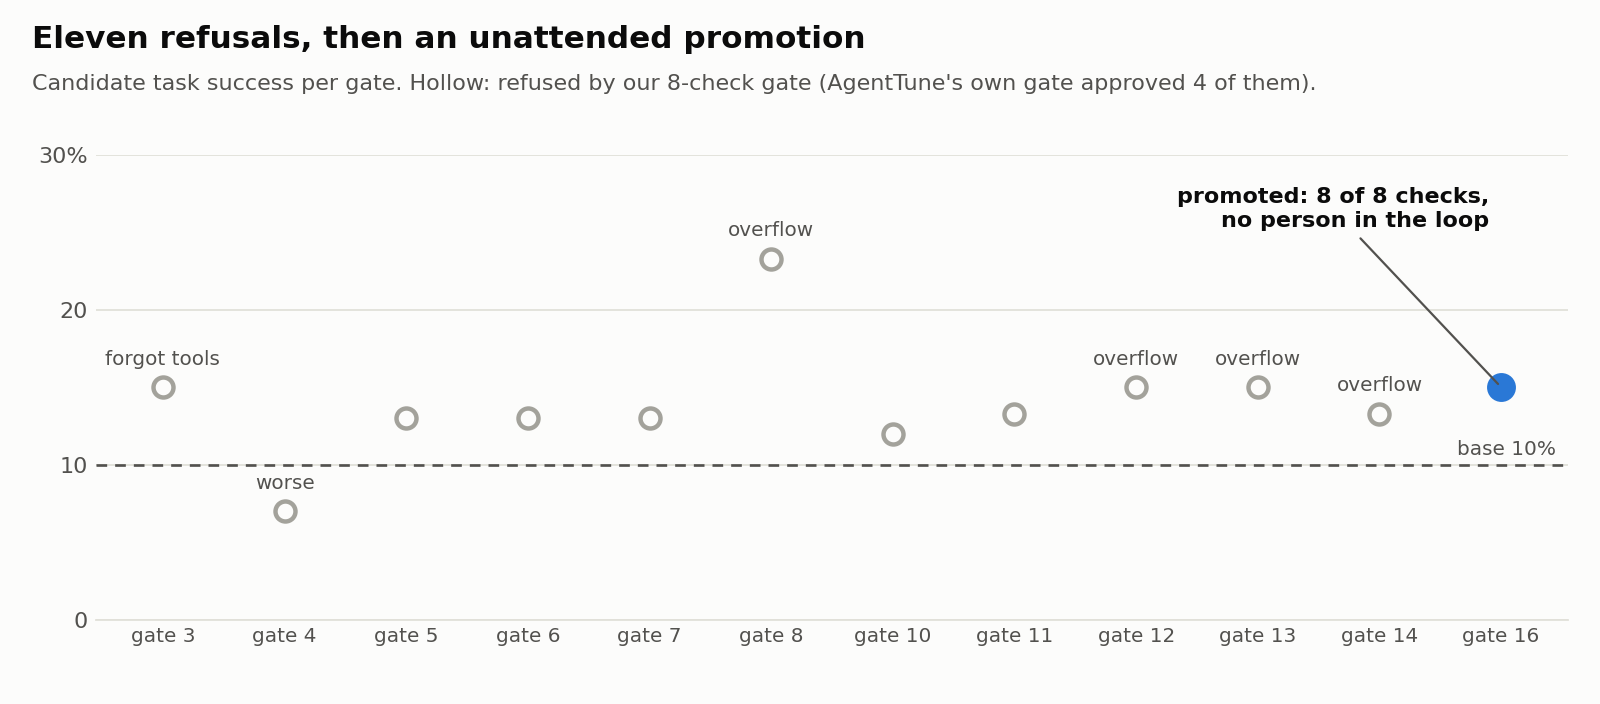 Eleven refusals, then an unattended promotion
Candidate task success per gate. Hollow: refused by our 8-check gate (AgentTune's own gate approved 4 of them).
30%
promoted: 8 of 8 checks,
no person in the loop
overflow
20
forgot tools
overflow
overflow
overflow
base 10%
10
worse
0
gate 3
gate 4
gate 5
gate 6
gate 7
gate 8
gate 10
gate 11
gate 12
gate 13
gate 14
gate 16